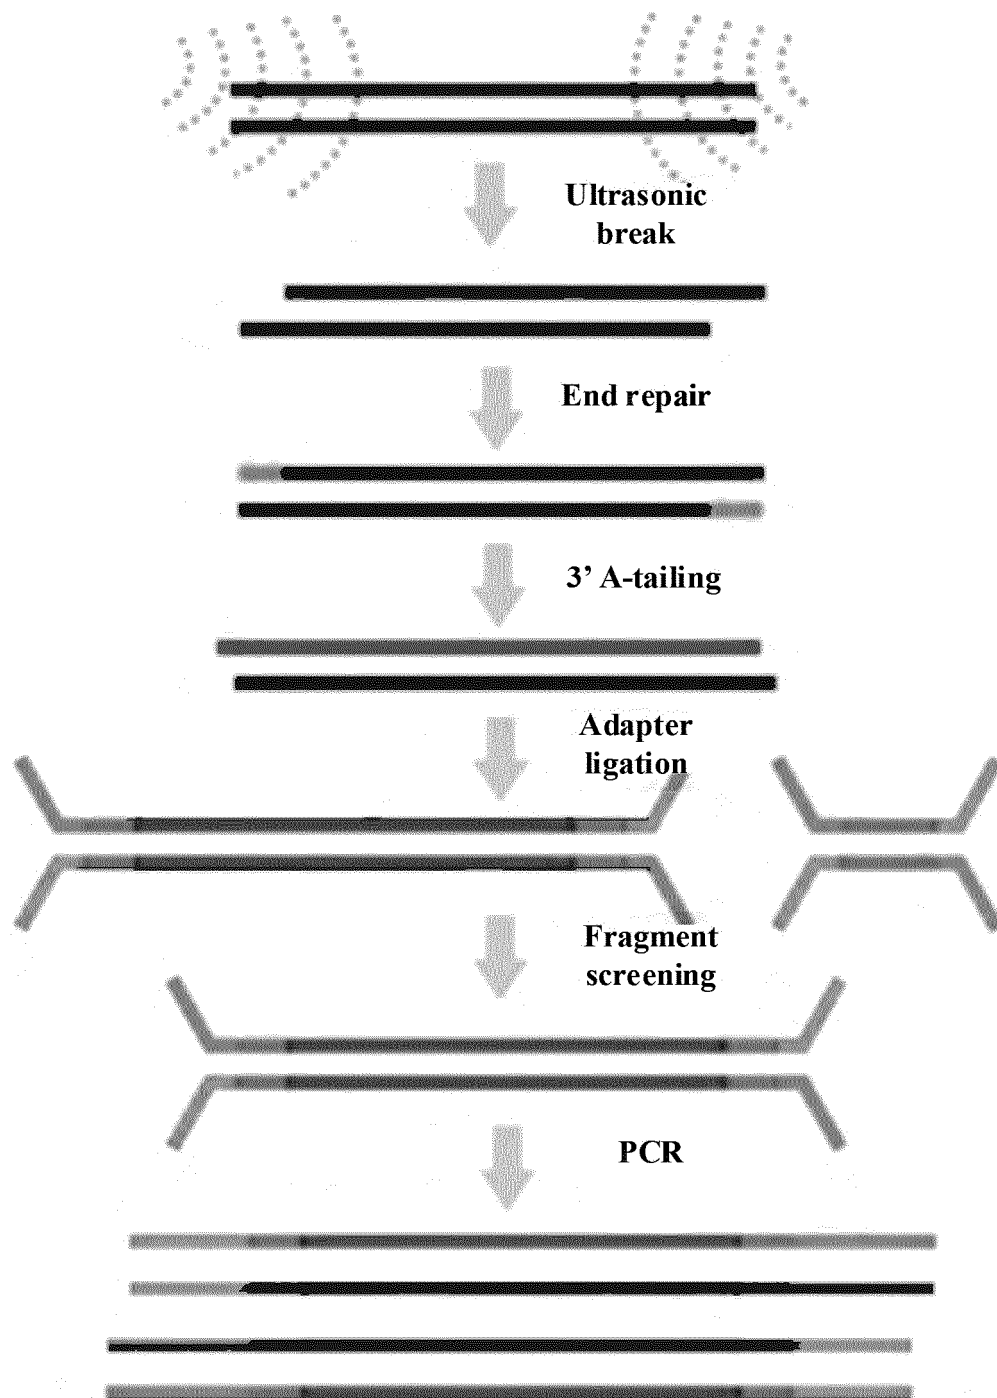 Ultrasonic
break
End repair
3’ A-tailing
Adapter
ligation
Fragment
screening
PCR